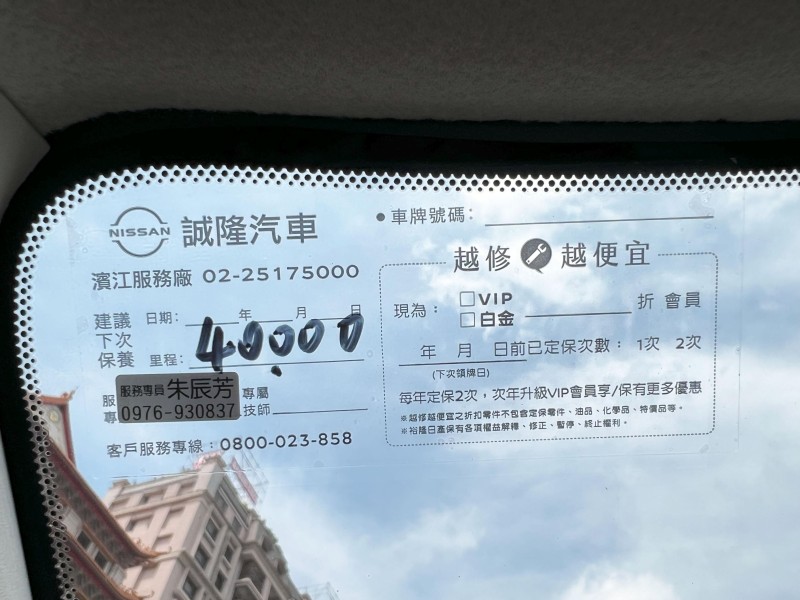 NISSAN 誠隆汽車
濱江服務廠 02-25175000
建議下次保養
日期： 年 月 日
里程： 40,000
服務專員 朱辰芳
0976-930837
專屬
技師
客戶服務專線：0800-023-858
•車牌號碼：
越修 越便宜
現為： □VIP
□白金
折 會員
年 月 日前已定保次數： 1次 2次
(下次領牌日)
每年定保2次，次年升級VIP會員享/保有更多優惠
※越修越便宜之折扣零件不包含定保零件、油品、化學品、特價品等。
※裕隆日產保有各項權益解釋、修正、暫停、終止權利。